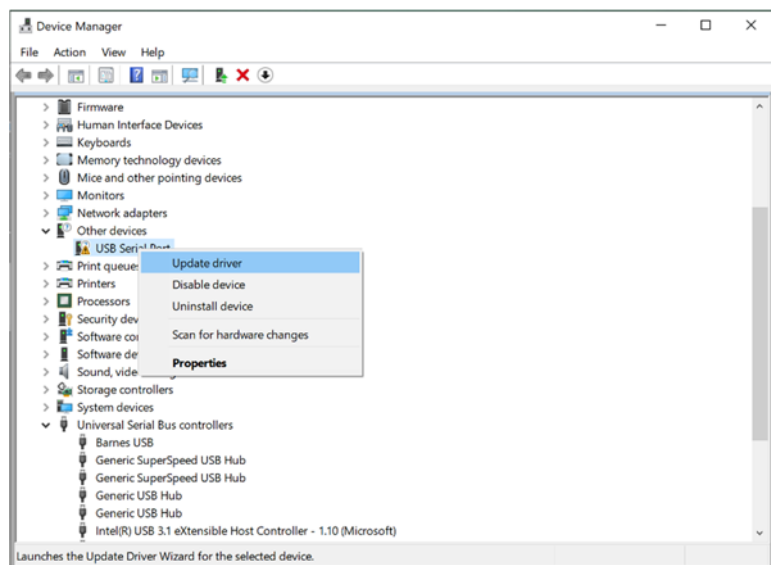 Device Manager
File Action View Help
Firmware
Human Interface Devices
Keyboards
Memory technology devices
Mice and other pointing devices
Monitors
Network adapters
Other devices
USB Serial Port
Update driver
Disable device
Uninstall device
Scan for hardware changes
Properties
Print queues
Printers
Processors
Security dev
Software co
Software de
Sound, vide
Storage controllers
System devices
Universal Serial Bus controllers
Barnes USB
Generic SuperSpeed USB Hub
Generic SuperSpeed USB Hub
Generic USB Hub
Generic USB Hub
Intel(R) USB 3.1 eXtensible Host Controller - 1.10 (Microsoft)
Launches the Update Driver Wizard for the selected device.